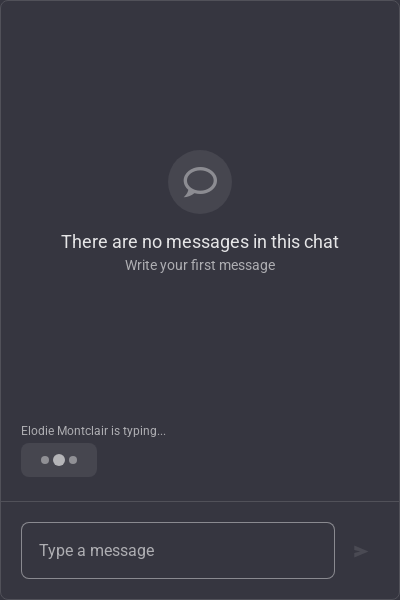 There are no messages in this chat
Write your first message
Elodie Montclair is typing...
Type a message